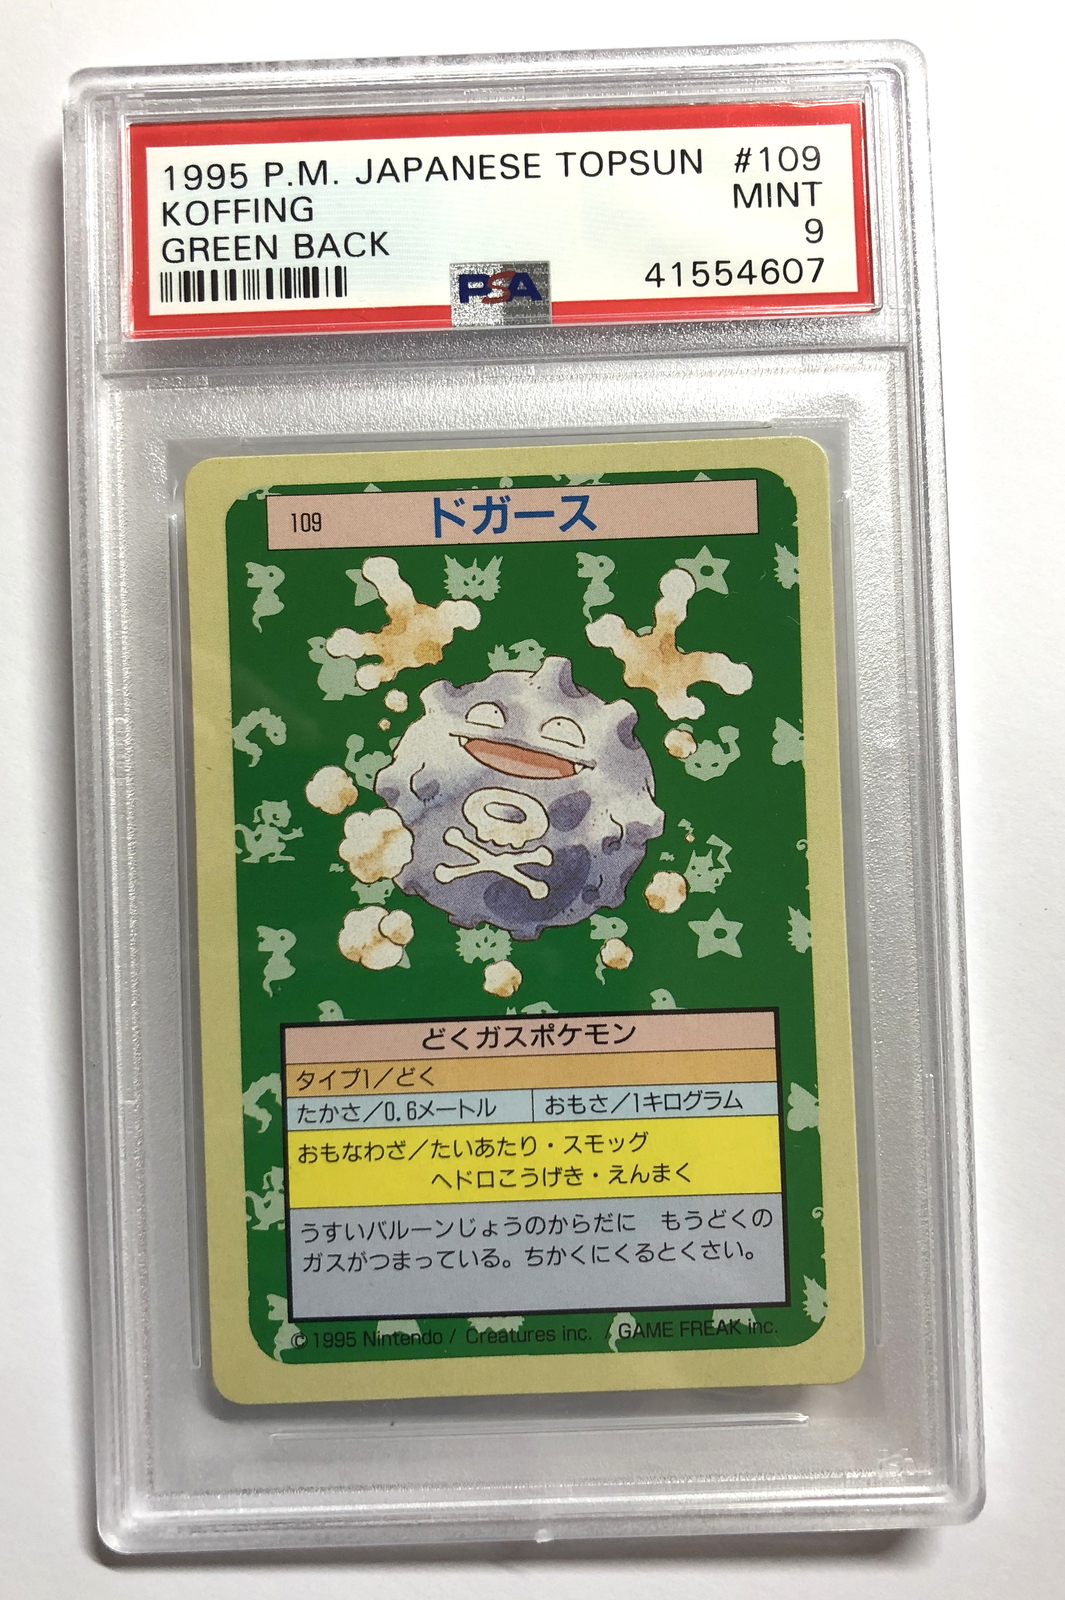 1995 P.M. JAPANESE TOPSUN #109
KOFFING MINT
GREEN BACK 9
PSA 41554607
109 ドガース
どくガスポケモン
タイプ1/どく
たかさ/0.6メートル おもさ/1キログラム
おもなわざ/たいあたり・スモッグ
ヘドロこうげき・えんまく
うすいバルーンじょうのからだに もうどくの
ガスがつまっている。ちかくにくるとくさい。
© 1995 Nintendo / Creatures inc. / GAME FREAK inc.